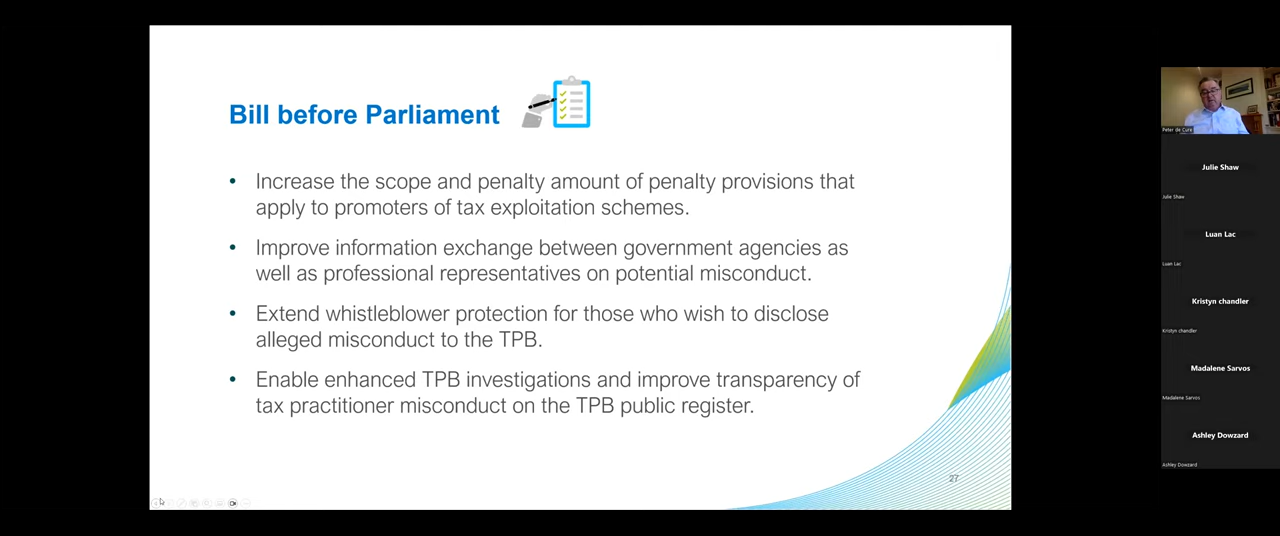 Bill before Parliament
• Increase the scope and penalty amount of penalty provisions that
apply to promoters of tax exploitation schemes.
• Improve information exchange between government agencies as
well as professional representatives on potential misconduct.
• Extend whistleblower protection for those who wish to disclose
alleged misconduct to the TPB.
• Enable enhanced TPB investigations and improve transparency of
tax practitioner misconduct on the TPB public register.
27
Peter de Cure
Julie Shaw
Julie Shaw
Luan Lac
Luan Lac
Kristyn chandler
Kristyn chandler
Madalene Sarvos
Madalene Sarvos
Ashley Dowzard
Ashley Dowzard